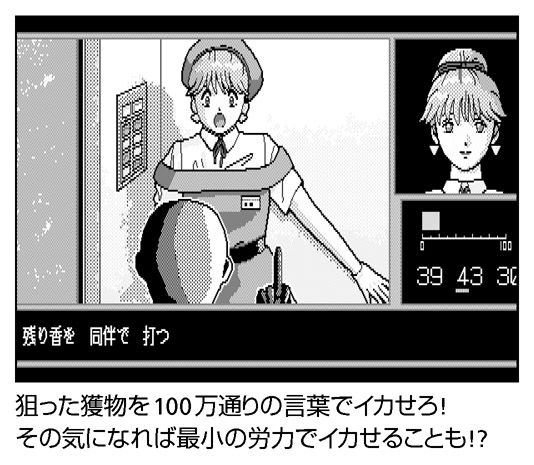 0 100
39 43 30
残り香を 同伴で 打つ
狙った獲物を100万通りの言葉でイカせろ!
その気になれば最小の労力でイカせることも!?